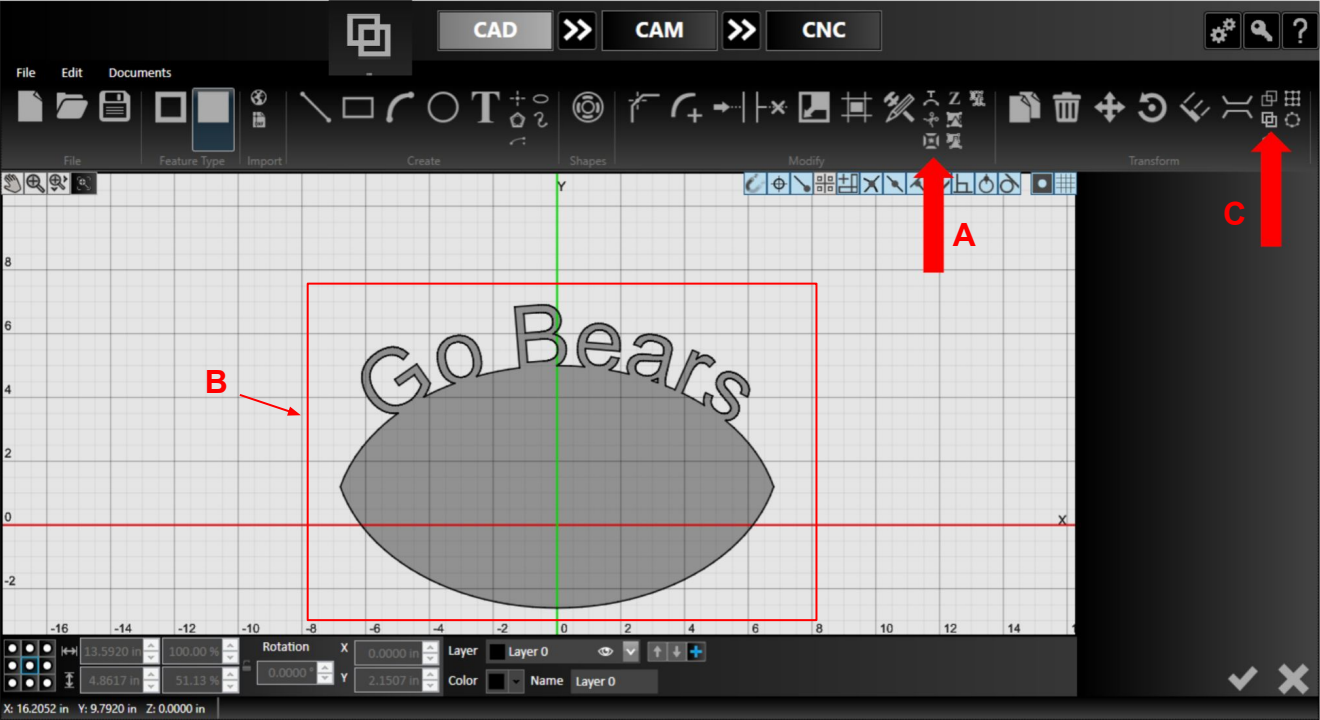 CAD CAM CNC
File Edit Documents
File Feature Type Import Create Shapes Modify Transform
Y
A
C
8
6
4
2
0
-2
B
Go Bears
X
-16 -14 -12 -10 -8 -6 -4 -2 0 2 4 6 8 10 12 14
13.5920 in 100.00 % Rotation X 0.0000 in Layer Layer 0
4.8617 in 51.13 % 0.0000 ° Y 2.1507 in Color Name Layer 0
X: 16.2052 in Y: 9.7920 in Z: 0.0000 in